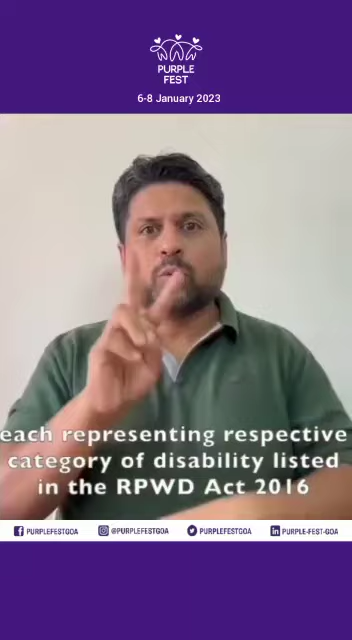 PURPLE
FEST
6-8 January 2023
each representing respective
category of disability listed
in the RPWD Act 2016
PURPLEFESTGOA
@PURPLEFESTGOA
PURPLEFESTGOA
PURPLE-FEST-GOA